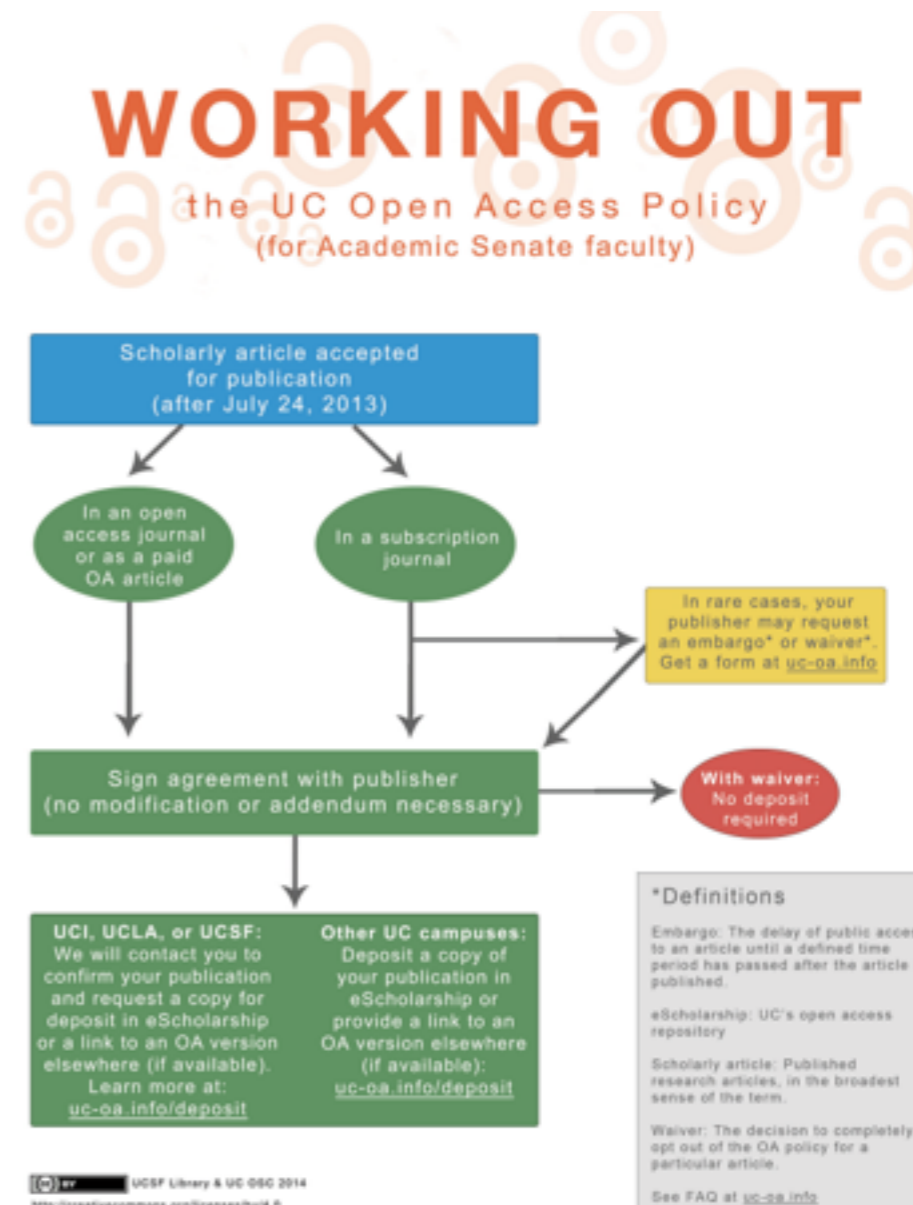 WORKING OUT
the UC Open Access Policy
(for Academic Senate faculty)
Scholarly article accepted
for publication
(after July 24, 2013)
In an open
access journal
or as a paid
OA article
In a subscription
journal
In rare cases, your
publisher may request
an embargo* or waiver*.
Get a form at uc-oa.info
Sign agreement with publisher
(no modification or addendum necessary)
With waiver:
No deposit
required
UCI, UCLA, or UCSF:
We will contact you to
confirm your publication
and request a copy for
deposit in eScholarship
or a link to an OA version
elsewhere (if available).
Learn more at:
uc-oa.info/deposit
Other UC campuses:
Deposit a copy of
your publication in
eScholarship or
provide a link to an
OA version elsewhere
(if available):
uc-oa.info/deposit
*Definitions
Embargo: The delay of public
to an article until a defined time
period has passed after the article
published.
eScholarship: UC's open access
repository
Scholarly article: Published
research articles, in the broadest
sense of the term.
Waiver: The decision to completely
opt out of the OA policy for a
particular article.
See FAQ at uc-oa.info
(cc) BY
UCSF Library & UC OSC 2014